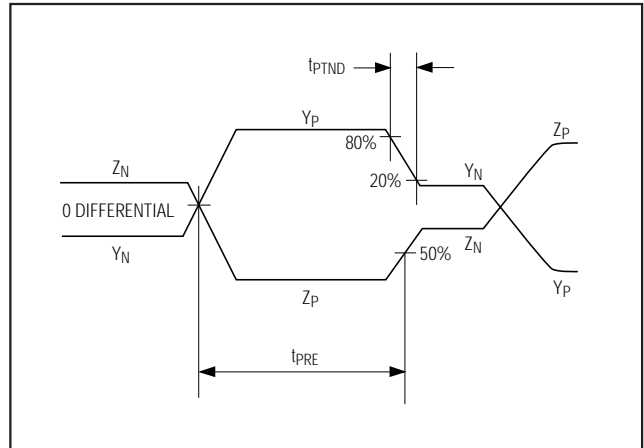 tPTND
YP
ZP
80%
ZN
YN
20%
0 DIFFERENTIAL
YN
ZN
50%
ZP
YP
tPRE